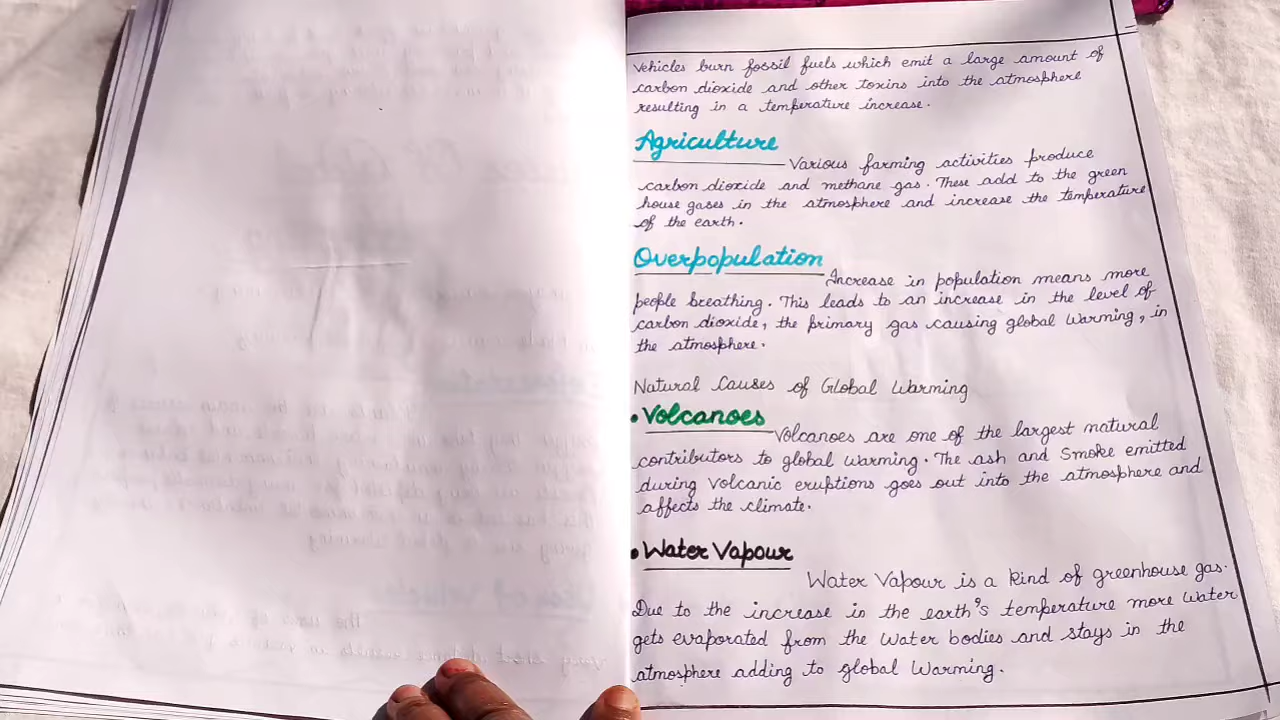 Vehicles burn fossil fuels which emit a large amount of
carbon dioxide and other toxins into the atmosphere
resulting in a temperature increase.
Agriculture
Various farming activities produce
carbon dioxide and methane gas. These add to the green
house gases in the atmosphere and increase the temperature
of the earth.
Overpopulation
Increase in population means more
people breathing. This leads to an increase in the level of
carbon dioxide, the primary gas causing global warming, in
the atmosphere.
Natural Causes of Global Warming
• Volcanoes
Volcanoes are one of the largest natural
contributors to global warming. The ash and smoke emitted
during volcanic eruptions goes out into the atmosphere and
affects the climate.
• Water Vapour
Water Vapour is a kind of greenhouse gas.
Due to the increase in the earth's temperature more water
gets evaporated from the water bodies and stays in the
atmosphere adding to global warming.